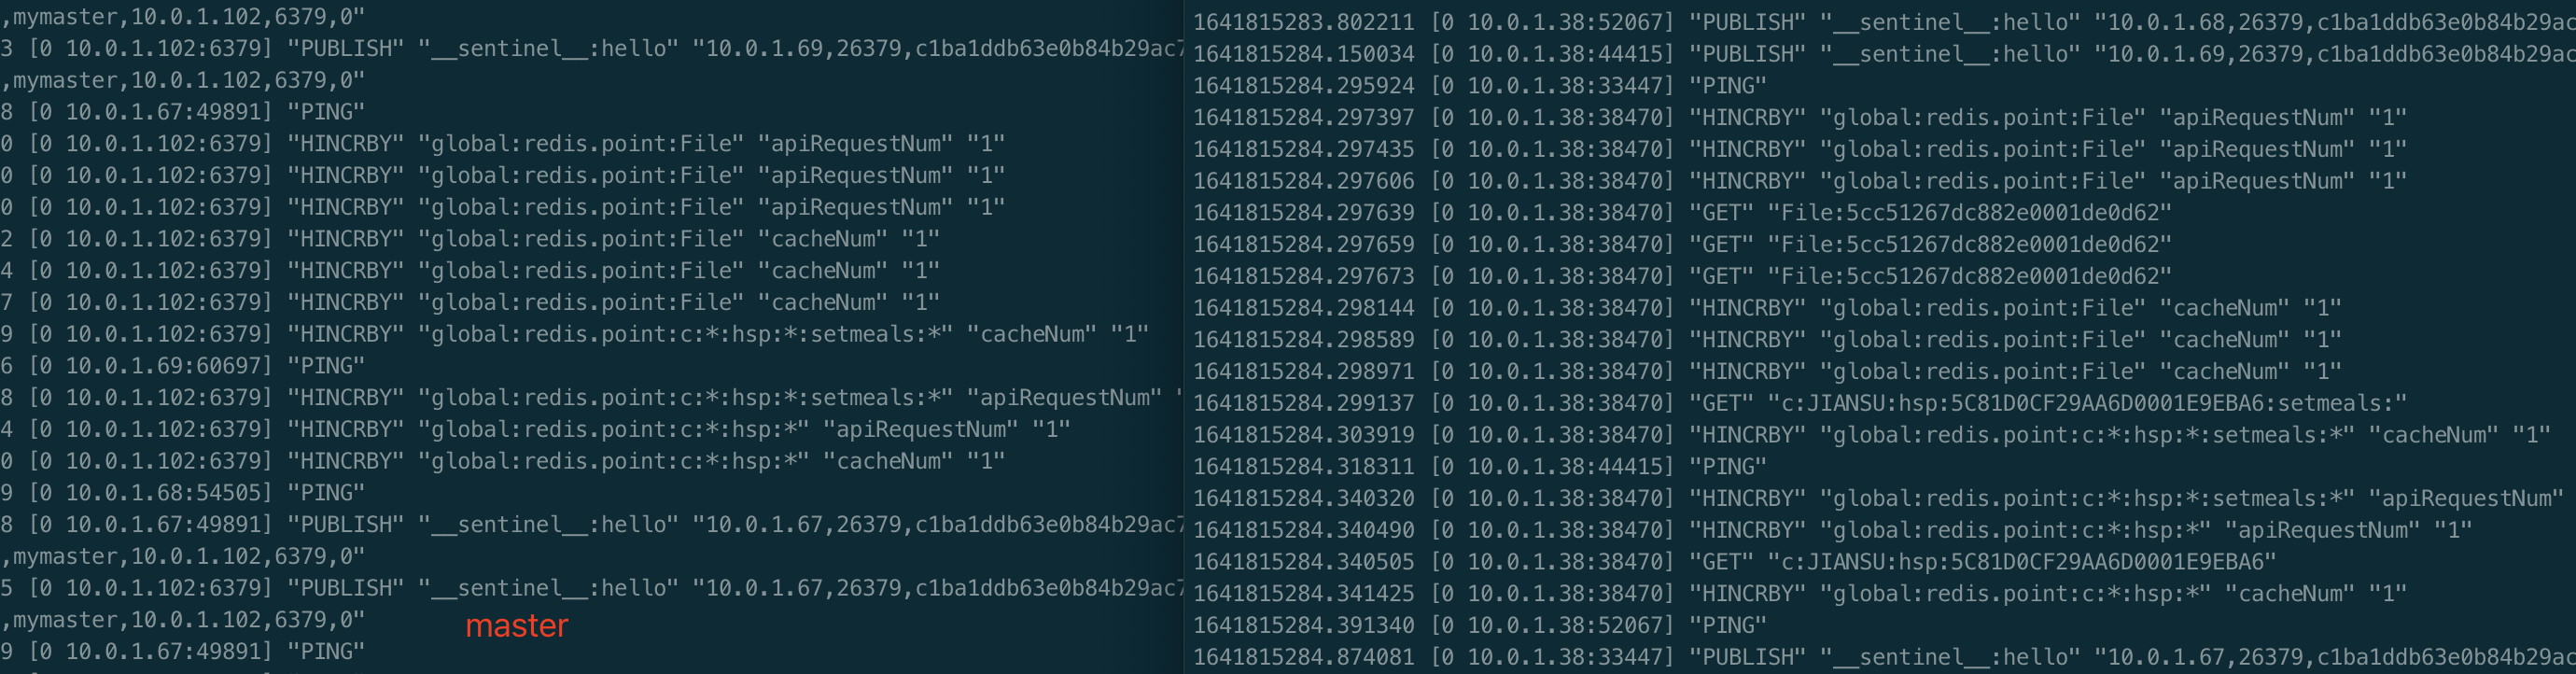 ,mymaster,10.0.1.102,6379,0"
3 [0 10.0.1.102:6379] "PUBLISH" "__sentinel__:hello" "10.0.1.69,26379,c1ba1ddb63e0b84b29ac7
,mymaster,10.0.1.102,6379,0"
8 [0 10.0.1.67:49891] "PING"
0 [0 10.0.1.102:6379] "HINCRBY" "global:redis.point:File" "apiRequestNum" "1"
0 [0 10.0.1.102:6379] "HINCRBY" "global:redis.point:File" "apiRequestNum" "1"
0 [0 10.0.1.102:6379] "HINCRBY" "global:redis.point:File" "apiRequestNum" "1"
2 [0 10.0.1.102:6379] "HINCRBY" "global:redis.point:File" "cacheNum" "1"
4 [0 10.0.1.102:6379] "HINCRBY" "global:redis.point:File" "cacheNum" "1"
7 [0 10.0.1.102:6379] "HINCRBY" "global:redis.point:File" "cacheNum" "1"
9 [0 10.0.1.102:6379] "HINCRBY" "global:redis.point:c:*:hsp:*:setmeals:*" "cacheNum" "1"
6 [0 10.0.1.69:60697] "PING"
8 [0 10.0.1.102:6379] "HINCRBY" "global:redis.point:c:*:hsp:*:setmeals:*" "apiRequestNum" "
4 [0 10.0.1.102:6379] "HINCRBY" "global:redis.point:c:*:hsp:*" "apiRequestNum" "1"
0 [0 10.0.1.102:6379] "HINCRBY" "global:redis.point:c:*:hsp:*" "cacheNum" "1"
9 [0 10.0.1.68:54505] "PING"
8 [0 10.0.1.67:49891] "PUBLISH" "__sentinel__:hello" "10.0.1.67,26379,c1ba1ddb63e0b84b29ac7
,mymaster,10.0.1.102,6379,0"
5 [0 10.0.1.102:6379] "PUBLISH" "__sentinel__:hello" "10.0.1.67,26379,c1ba1ddb63e0b84b29ac7
,mymaster,10.0.1.102,6379,0"
master
9 [0 10.0.1.67:49891] "PING"
1641815283.802211 [0 10.0.1.38:52067] "PUBLISH" "__sentinel__:hello" "10.0.1.68,26379,c1ba1ddb63e0b84b29ac
1641815284.150034 [0 10.0.1.38:44415] "PUBLISH" "__sentinel__:hello" "10.0.1.69,26379,c1ba1ddb63e0b84b29ac
1641815284.295924 [0 10.0.1.38:33447] "PING"
1641815284.297397 [0 10.0.1.38:38470] "HINCRBY" "global:redis.point:File" "apiRequestNum" "1"
1641815284.297435 [0 10.0.1.38:38470] "HINCRBY" "global:redis.point:File" "apiRequestNum" "1"
1641815284.297606 [0 10.0.1.38:38470] "HINCRBY" "global:redis.point:File" "apiRequestNum" "1"
1641815284.297639 [0 10.0.1.38:38470] "GET" "File:5cc51267dc882e0001de0d62"
1641815284.297659 [0 10.0.1.38:38470] "GET" "File:5cc51267dc882e0001de0d62"
1641815284.297673 [0 10.0.1.38:38470] "GET" "File:5cc51267dc882e0001de0d62"
1641815284.298144 [0 10.0.1.38:38470] "HINCRBY" "global:redis.point:File" "cacheNum" "1"
1641815284.298589 [0 10.0.1.38:38470] "HINCRBY" "global:redis.point:File" "cacheNum" "1"
1641815284.298971 [0 10.0.1.38:38470] "HINCRBY" "global:redis.point:File" "cacheNum" "1"
1641815284.299137 [0 10.0.1.38:38470] "GET" "c:JIANSU:hsp:5C81D0CF29AA6D0001E9EBA6:setmeals:"
1641815284.303919 [0 10.0.1.38:38470] "HINCRBY" "global:redis.point:c:*:hsp:*:setmeals:*" "cacheNum" "1"
1641815284.318311 [0 10.0.1.38:44415] "PING"
1641815284.340320 [0 10.0.1.38:38470] "HINCRBY" "global:redis.point:c:*:hsp:*:setmeals:*" "apiRequestNum"
1641815284.340490 [0 10.0.1.38:38470] "HINCRBY" "global:redis.point:c:*:hsp:*" "apiRequestNum" "1"
1641815284.340505 [0 10.0.1.38:38470] "GET" "c:JIANSU:hsp:5C81D0CF29AA6D0001E9EBA6"
1641815284.341425 [0 10.0.1.38:38470] "HINCRBY" "global:redis.point:c:*:hsp:*" "cacheNum" "1"
1641815284.391340 [0 10.0.1.38:52067] "PING"
1641815284.874081 [0 10.0.1.38:33447] "PUBLISH" "__sentinel__:hello" "10.0.1.67,26379,c1ba1ddb63e0b84b29ac